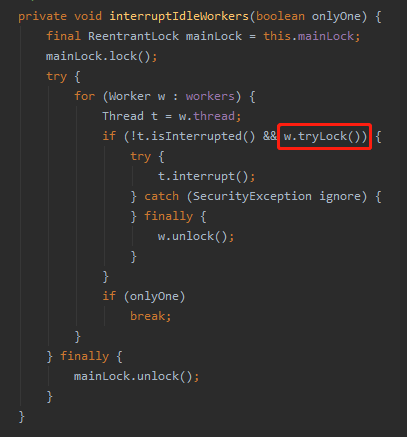 private void interruptIdleWorkers(boolean onlyOne) {
    final ReentrantLock mainLock = this.mainLock;
    mainLock.lock();
    try {
        for (Worker w : workers) {
            Thread t = w.thread;
            if (!t.isInterrupted() && w.tryLock()) {
                try {
                    t.interrupt();
                } catch (SecurityException ignore) {
                } finally {
                    w.unlock();
                }
            }
            if (onlyOne)
                break;
        }
    } finally {
        mainLock.unlock();
    }
}